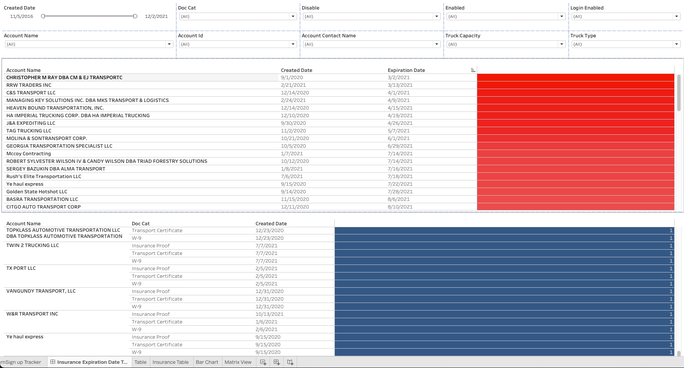 Created Date
11/5/2016 12/2/2021
Doc Cat
(All)
Disable
(All)
Enabled
(All)
Login Enabled
(All)
Account Name
(All)
Account Id
(All)
Account Contact Name
(All)
Truck Capacity
(All)
Truck Type
(All)
Account Name Created Date Expiration Date
CHRISTOPHER M RAY DBA CM & EJ TRANSPORTC 9/1/2020 3/2/2021
RRW TRADERS INC 2/21/2021 3/13/2021
C&S TRANSPORT LLC 12/14/2020 4/1/2021
MANAGING KEY SOLUTIONS INC. DBA MKS TRANSPORT & LOGISTICS 2/24/2021 4/9/2021
HEAVEN BOUND TRANSPORTATION, INC. 12/14/2020 4/15/2021
HA IMPERIAL TRUCKING CORP. DBA HA IMPERIAL TRUCKING 12/10/2020 4/19/2021
J&A EXPEDITING LLC 9/30/2020 4/26/2021
TAG TRUCKING LLC 11/2/2020 5/7/2021
MOLINA & SONTRANSPORT CORP. 10/21/2020 6/1/2021
GEORGIA TRANSPORTATION SPECIALIST LLC 10/5/2020 6/29/2021
Mccoy Contracting 1/7/2021 7/14/2021
ROBERT SYLVESTER WILSON IV & CANDY WILSON DBA TRIAD FORESTRY SOLUTIONS 10/12/2020 7/14/2021
SERGEY BAZUKIN DBA ALMA TRANSPORT 1/8/2021 7/16/2021
Rush's Elite Transportation LLC 7/6/2021 7/18/2021
Ye haul express 9/15/2020 7/22/2021
Golden State Hotshot LLC 9/14/2020 7/28/2021
BASRA TRANSPORTATION LLC 11/15/2020 8/6/2021
CITGO AUTO TRANSPORT CORP 12/11/2020 8/10/2021
Account Name Doc Cat Created Date
TOPKLASS AUTOMOTIVE TRANSPORTATION LLC Transport Certificate 12/23/2020 1
DBA TOPKLASS AUTOMOTIVE TRANSPORTATION W-9 12/23/2020 1
TWIN Z TRUCKING LLC Insurance Proof 7/7/2021 1
Transport Certificate 7/7/2021 1
W-9 7/7/2021 1
TX PORT LLC Insurance Proof 2/5/2021 1
Transport Certificate 2/5/2021 1
W-9 2/5/2021 1
VANGUNDY TRANSPORT, LLC Insurance Proof 12/31/2020 1
Transport Certificate 12/31/2020 1
W-9 12/31/2020 1
W&R TRANSPORT INC Insurance Proof 10/13/2021 1
Transport Certificate 1/6/2021 1
W-9 2/6/2021 1
Ye haul express Insurance Proof 9/15/2020 1
Transport Certificate 9/15/2020 1
W-9 9/15/2020 1
rnSign up Tracker Insurance Expiration Date T... Table Insurance Table Bar Chart Matrix View